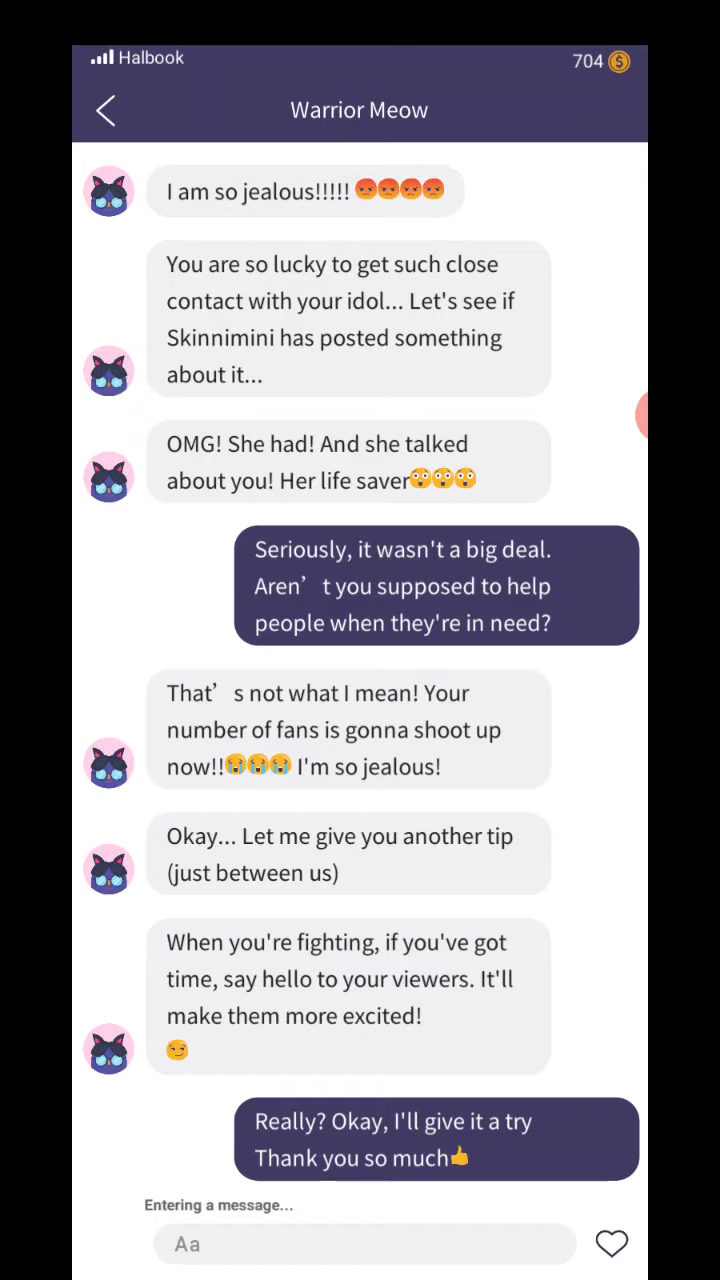 Halbook
704
Warrior Meow
I am so jealous!!!!! 😡😡😡😡
You are so lucky to get such close
contact with your idol... Let's see if
Skinnimini has posted something
about it...
OMG! She had! And she talked
about you! Her life saver😲😲😲
Seriously, it wasn't a big deal.
Aren’t you supposed to help
people when they're in need?
That’s not what I mean! Your
number of fans is gonna shoot up
now!!😭😭😭 I'm so jealous!
Okay... Let me give you another tip
(just between us)
When you're fighting, if you've got
time, say hello to your viewers. It'll
make them more excited!
😏
Really? Okay, I'll give it a try
Thank you so much👍
Entering a message...
Aa